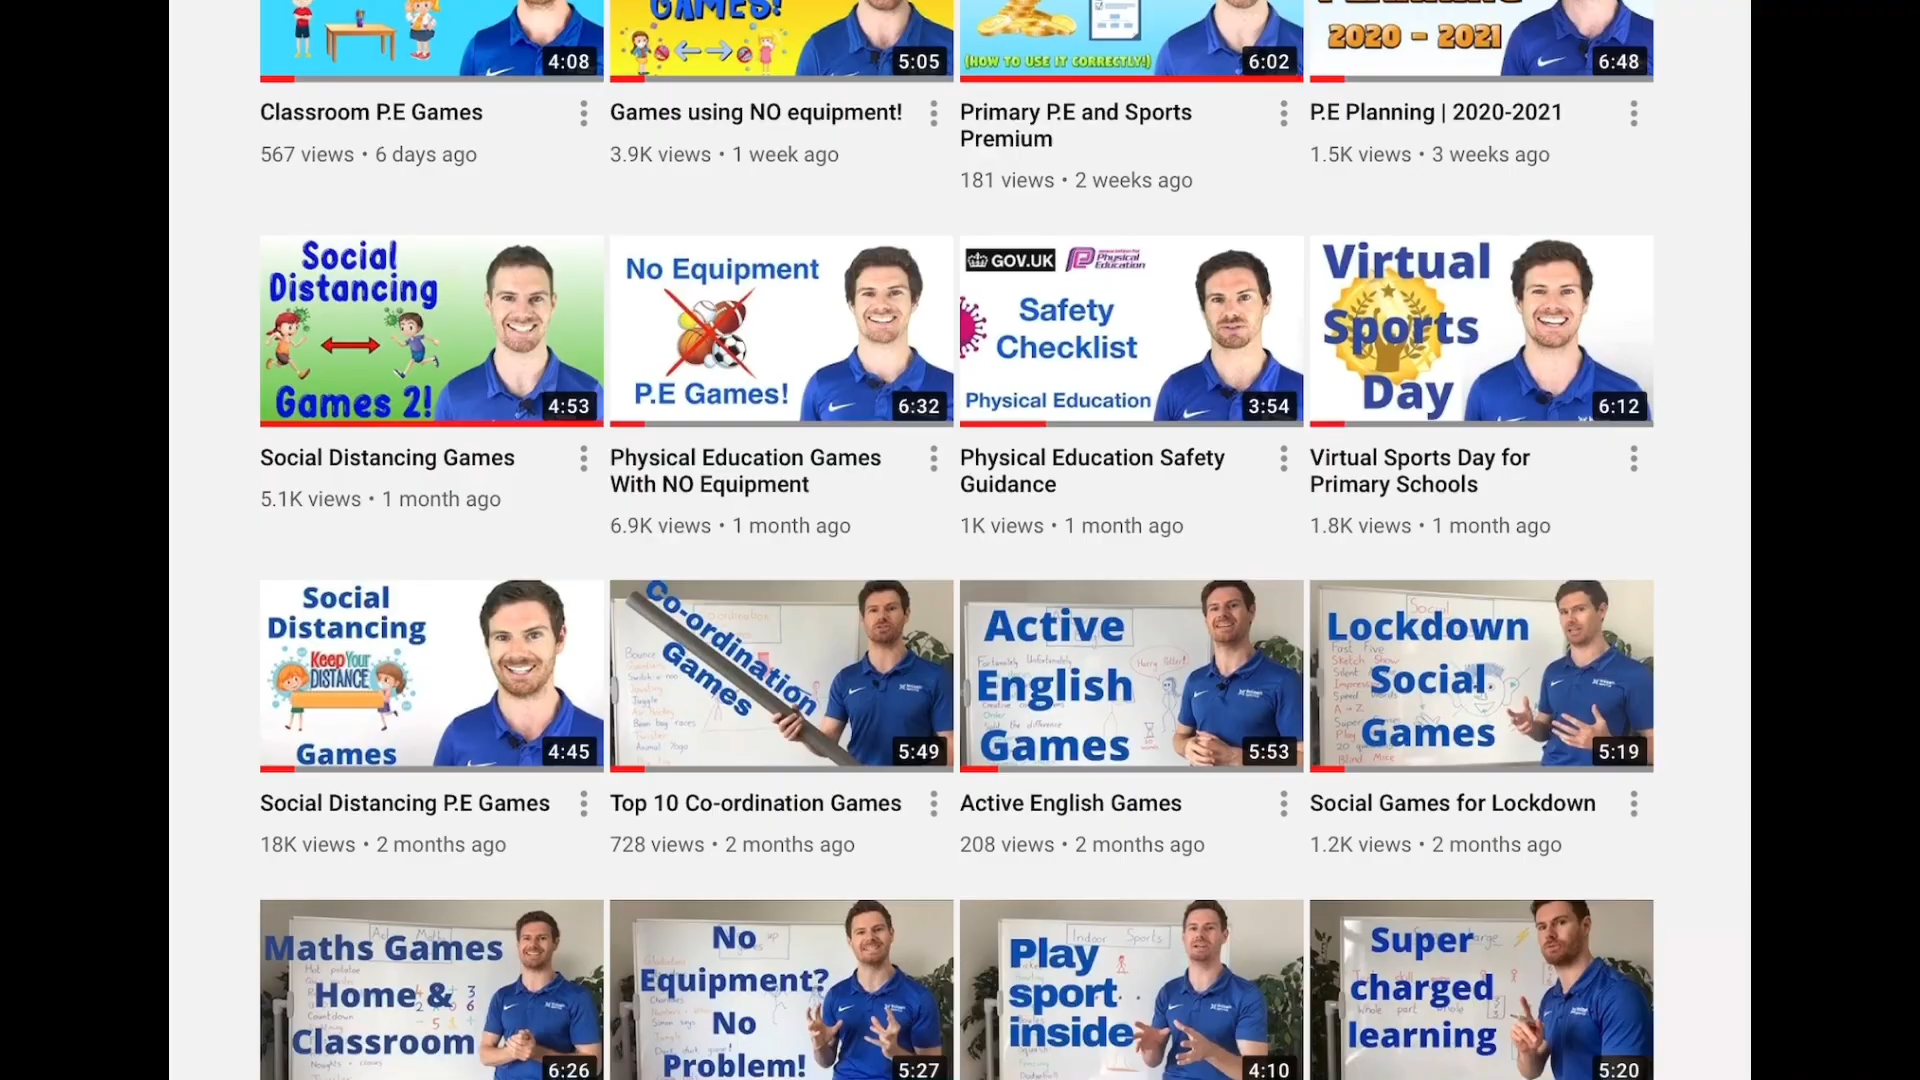 GAMES!
(HOW TO USE IT CORRECTLY!)
2020 - 2021
4:08
5:05
6:02
6:48
Classroom P.E Games
567 views • 6 days ago
Games using NO equipment!
3.9K views • 1 week ago
Primary P.E and Sports
Premium
181 views • 2 weeks ago
P.E Planning | 2020-2021
1.5K views • 3 weeks ago
Social
Distancing
Games 2!
4:53
No Equipment
P.E Games!
6:32
GOV.UK
Physical
Education
Safety
Checklist
Physical Education
3:54
Virtual
Sports
Day
6:12
Social Distancing Games
5.1K views • 1 month ago
Physical Education Games
With NO Equipment
6.9K views • 1 month ago
Physical Education Safety
Guidance
1K views • 1 month ago
Virtual Sports Day for
Primary Schools
1.8K views • 1 month ago
Social
Distancing
Keep Your
DISTANCE
Games
4:45
Co-ordination
Games
5:49
Active
English
Games
5:53
Lockdown
Social
Games
5:19
Social Distancing P.E Games
18K views • 2 months ago
Top 10 Co-ordination Games
728 views • 2 months ago
Active English Games
208 views • 2 months ago
Social Games for Lockdown
1.2K views • 2 months ago
Maths Games
Home &
Classroom
6:26
No
Equipment?
No
Problem!
5:27
Indoor Sports
Play
sport
inside
4:10
Super
charged
learning
5:20